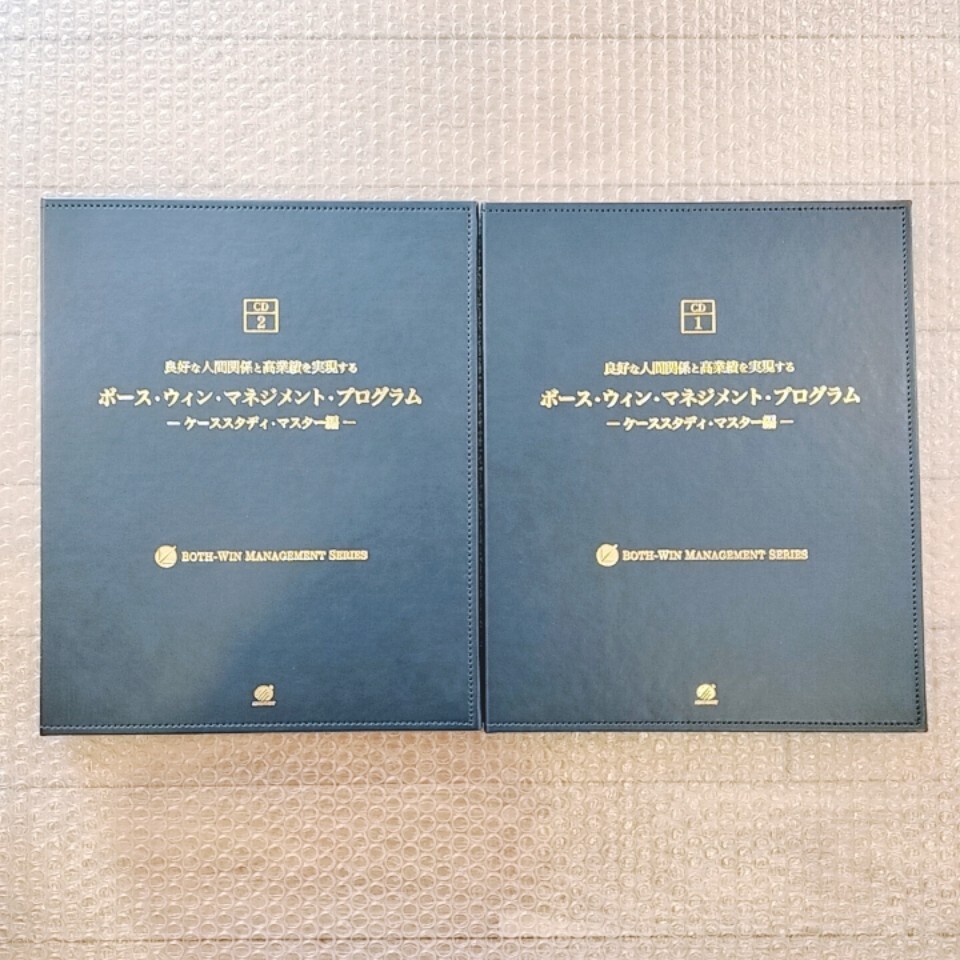 CD
2
良好な人間関係と高業績を実現する
ボース・ウィン・マネジメント・プログラム
― ケーススタディ・マスター編 ―
BOTH-WIN MANAGEMENT SERIES
CD
1
良好な人間関係と高業績を実現する
ボース・ウィン・マネジメント・プログラム
― ケーススタディ・マスター編 ―
BOTH-WIN MANAGEMENT SERIES